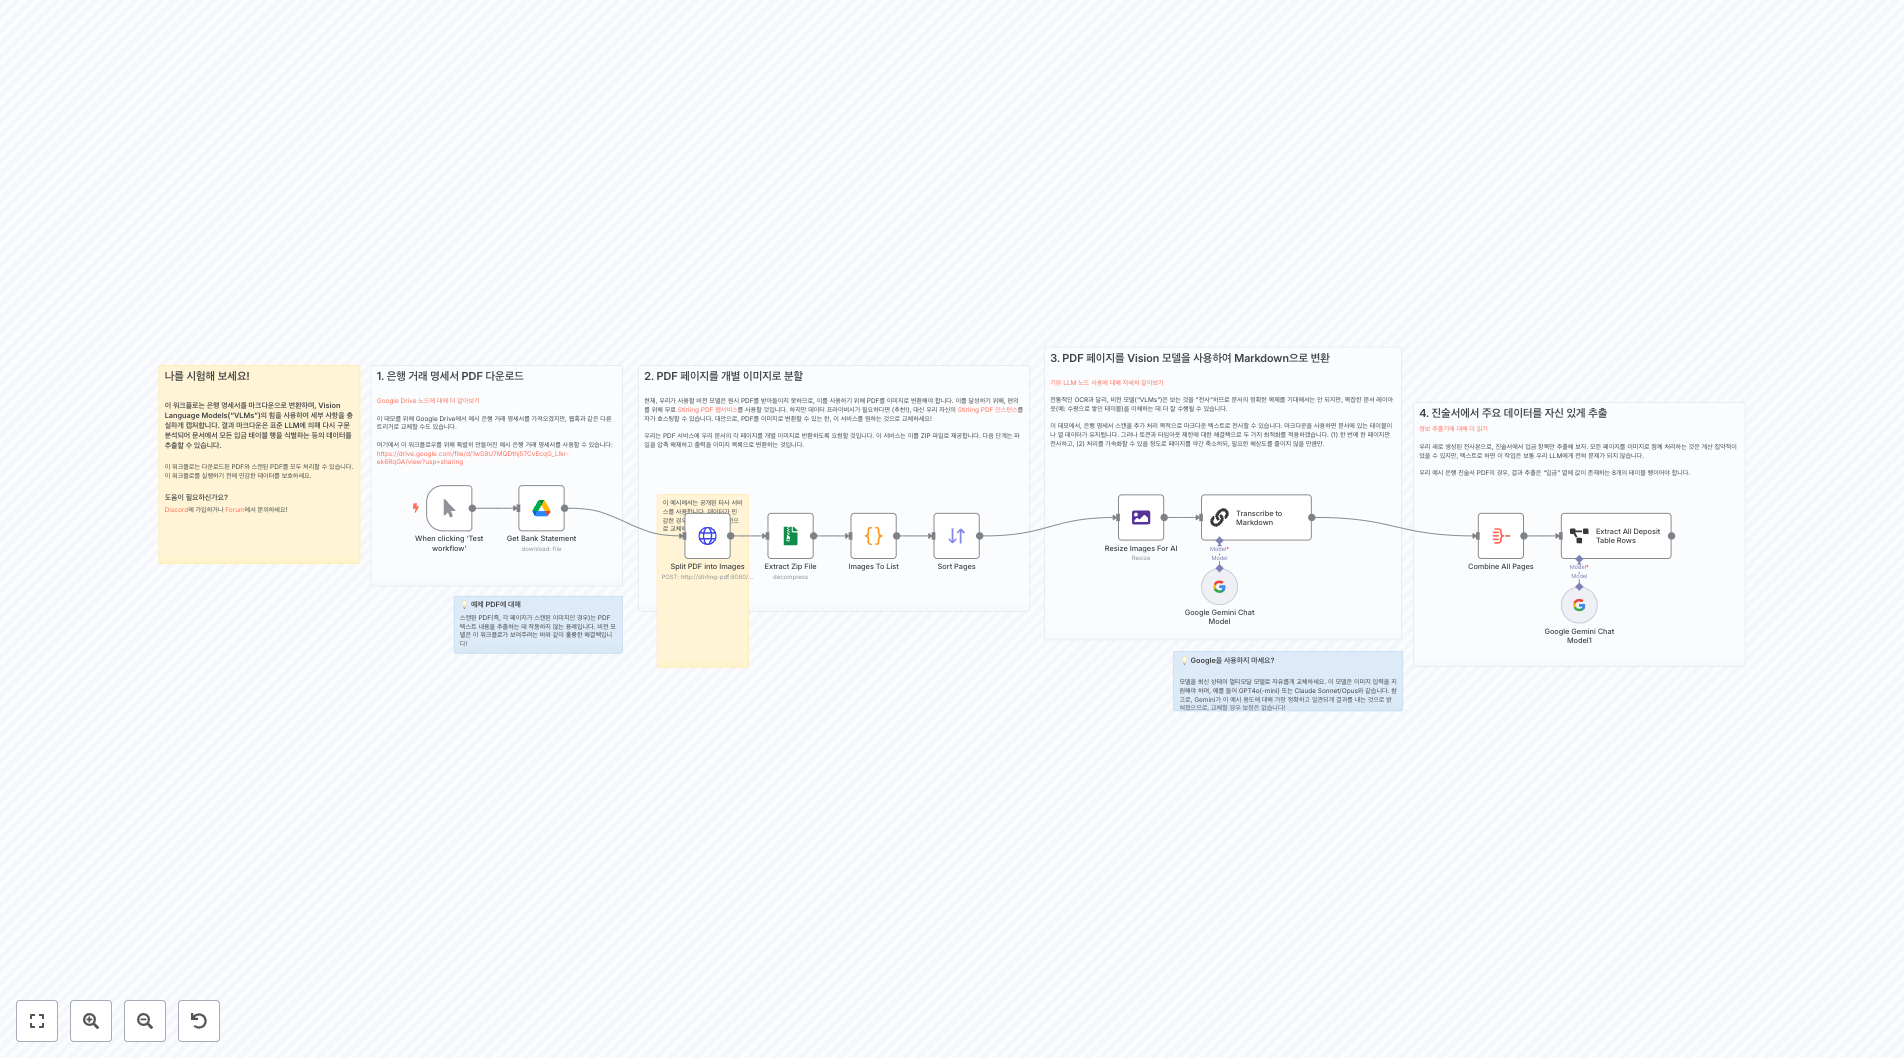 나를 시험해 보세요!
이 워크플로는 은행 명세서를 마크다운으로 변환하며, Vision
Language Models("VLMs")의 힘을 사용하여 세부 사항을 충
실하게 캡처합니다. 결과 마크다운은 표준 LLM에 의해 다시 구문
분석되어 문서에서 모든 입금 테이블 행을 식별하는 등의 데이터를
추출할 수 있습니다.
이 워크플로는 다운로드된 PDF와 스캔된 PDF를 모두 처리할 수 있습니다.
이 워크플로를 실행하기 전에 민감한 데이터를 보호하세요.
도움이 필요하신가요?
Discord에 가입하거나 Forum에서 문의하세요!
1. 은행 거래 명세서 PDF 다운로드
Google Drive 노드에 대해 더 알아보기
이 데모를 위해 Google Drive에서 예시 은행 거래 명세서를 가져오겠지만, 웹훅과 같은 다른
트리거로 교체할 수도 있습니다.
여기에서 이 워크플로우를 위해 특별히 만들어진 예시 은행 거래 명세서를 사용할 수 있습니다:
When clicking 'Test
workflow'
Get Bank Statement
download: file
💡 예제 PDF에 대해
스캔된 PDF(즉, 각 페이지가 스캔된 이미지인 경우)는 PDF
텍스트 내용을 추출하는 데 작동하지 않는 용례입니다. 비전 모
델은 이 워크플로가 보여주려는 바와 같이 훌륭한 해결책입니
다!
2. PDF 페이지를 개별 이미지로 분할
현재, 우리가 사용할 비전 모델은 원시 PDF를 받아들이지 못하므로, 이를 사용하기 위해 PDF를 이미지로 변환해야 합니다. 이를 달성하기 위해, 편의
를 위해 무료 Stirling PDF 웹서비스를 사용할 것입니다. 하지만 데이터 프라이버시가 필요하다면 (추천!), 대신 우리 자신의 Stirling PDF 인스턴스를
자가 호스팅할 수 있습니다. 대안으로, PDF를 이미지로 변환할 수 있는 한, 이 서비스를 원하는 것으로 교체하세요!
우리는 PDF 서비스에 우리 문서의 각 페이지를 개별 이미지로 변환하도록 요청할 것입니다. 이 서비스는 이를 ZIP 파일로 제공합니다. 다음 단계는 파
일을 압축 해제하고 출력을 이미지 목록으로 변환하는 것입니다.
이 예시에서는 공개된 타사 서비
스를 사용합니다. 데이터가 민
감한 경우
로 교체
Split PDF into Images
POST: http://stirling-pdf:8080/...
Extract Zip File
decompress
Images To List
Sort Pages
3. PDF 페이지를 Vision 모델을 사용하여 Markdown으로 변환
기본 LLM 노드 사용에 대해 자세히 알아보기
전통적인 OCR과 달리, 비전 모델("VLMs")은 보는 것을 "전사"하므로 문서의 정확한 복제를 기대해서는 안 되지만, 복잡한 문서 레이아
웃(예: 수평으로 쌓인 테이블)을 이해하는 데 더 잘 수행될 수 있습니다.
이 데모에서, 은행 명세서 스캔을 추가 처리 목적으로 마크다운 텍스트로 전사할 수 있습니다. 마크다운을 사용하면 문서에 있는 테이블이
나 열 데이터가 유지됩니다. 그러나 토큰과 타임아웃 제한에 대한 해결책으로 두 가지 최적화를 적용하겠습니다. (1) 한 번에 한 페이지만
전사하고, (2) 처리를 가속화할 수 있을 정도로 페이지를 약간 축소하되, 필요한 해상도를 줄이지 않을 만큼만.
Resize Images For AI
Resize
Transcribe to
Markdown
Model*
Model
Google Gemini Chat
Model
💡 Google을 사용하지 마세요?
모델을 최신 상태의 멀티모달 모델로 자유롭게 교체하세요. 이 모델은 이미지 입력을 지
원해야 하며, 예를 들어 GPT4o(-mini) 또는 Claude Sonnet/Opus와 같습니다. 참
고로, Gemini가 이 예시 용도에 대해 가장 정확하고 일관되게 결과를 내는 것으로 밝
혀졌으므로, 교체할 경우 보장은 없습니다!
4. 진술서에서 주요 데이터를 자신 있게 추출
정보 추출기에 대해 더 읽기
우리 새로 생성된 전사본으로, 진술서에서 입금 항목만 추출해 보자. 모든 페이지를 이미지로 함께 처리하는 것은 계산 집약적이
었을 수 있지만, 텍스트로 하면 이 작업은 보통 우리 LLM에게 전혀 문제가 되지 않습니다.
우리 예시 은행 진술서 PDF의 경우, 결과 추출은 "입금" 열에 값이 존재하는 8개의 테이블 행이어야 합니다.
Combine All Pages
Extract All Deposit
Table Rows
Model*
Model
Google Gemini Chat
Model1